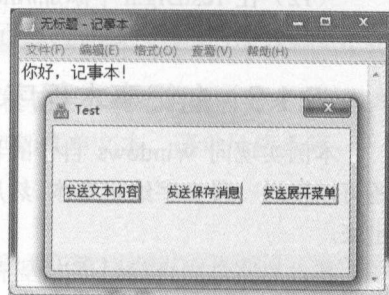 无标题 - 记事本
文件(F) 编辑(E) 格式(O) 查看(V) 帮助(H)
你好，记事本！
Test
发送文本内容 发送保存消息 发送展开菜单